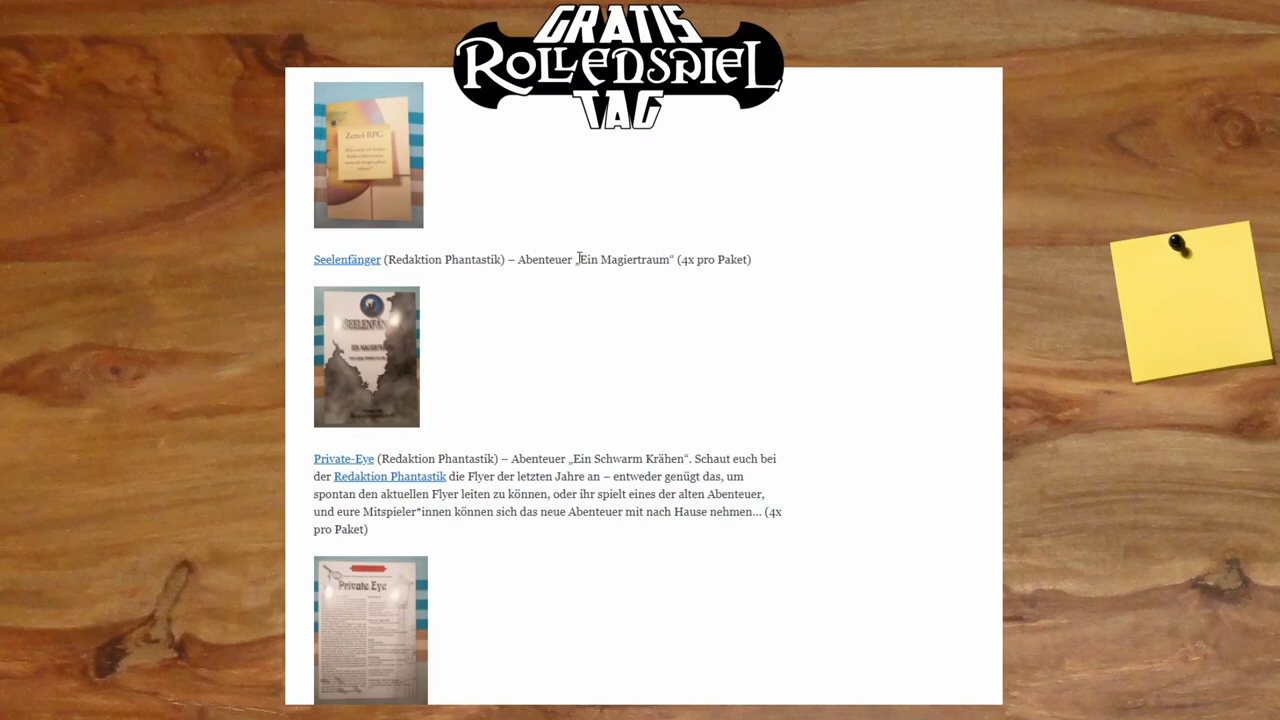 GRATIS
ROLLENSPIEL
TAG
Zettel RPG
Seelenfänger (Redaktion Phantastik) – Abenteuer „Ein Magiertraum“ (4x pro Paket)
Private-Eye (Redaktion Phantastik) – Abenteuer „Ein Schwarm Krähen“. Schaut euch bei
der Redaktion Phantastik die Flyer der letzten Jahre an – entweder genügt das, um
spontan den aktuellen Flyer leiten zu können, oder ihr spielt eines der alten Abenteuer,
und eure Mitspieler*innen können sich das neue Abenteuer mit nach Hause nehmen... (4x
pro Paket)
Private Eye